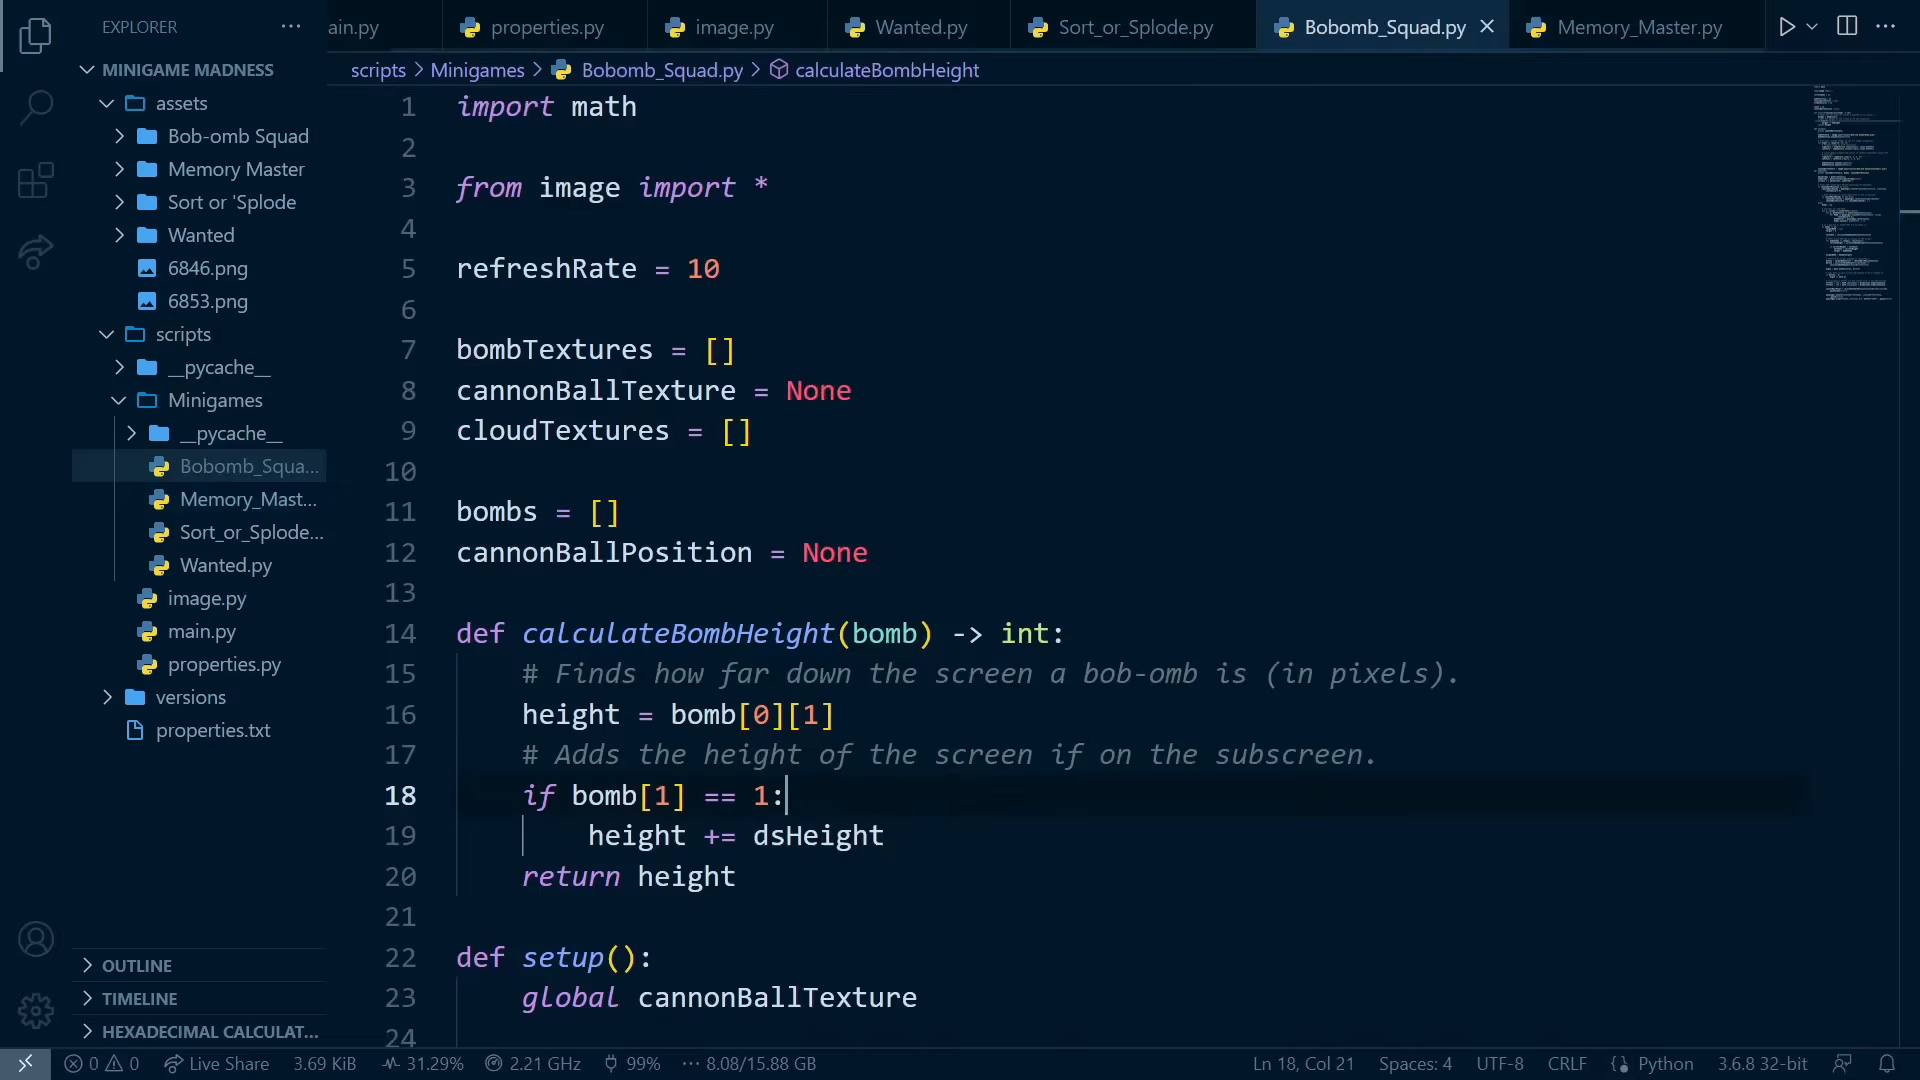 EXPLORER
ain.py
properties.py
image.py
Wanted.py
Sort_or_Splode.py
Bobomb_Squad.py
Memory_Master.py
scripts > Minigames > Bobomb_Squad.py > calculateBombHeight
MINIGAME MADNESS
assets
Bob-omb Squad
Memory Master
Sort or 'Splode
Wanted
6846.png
6853.png
scripts
__pycache__
Minigames
__pycache__
Bobomb_Squa...
Memory_Mast...
Sort_or_Splode...
Wanted.py
image.py
main.py
properties.py
versions
properties.txt
OUTLINE
TIMELINE
HEXADECIMAL CALCULAT...
1 import math
2
3 from image import *
4
5 refreshRate = 10
6
7 bombTextures = []
8 cannonBallTexture = None
9 cloudTextures = []
10
11 bombs = []
12 cannonBallPosition = None
13
14 def calculateBombHeight(bomb) -> int:
15 # Finds how far down the screen a bob-omb is (in pixels).
16 height = bomb[0][1]
17 # Adds the height of the screen if on the subscreen.
18 if bomb[1] == 1:
19 height += dsHeight
20 return height
21
22 def setup():
23 global cannonBallTexture
24
0 0 Live Share 3.69 KiB 31.29% 2.21 GHz 99% 8.08/15.88 GB Ln 18, Col 21 Spaces: 4 UTF-8 CRLF Python 3.6.8 32-bit